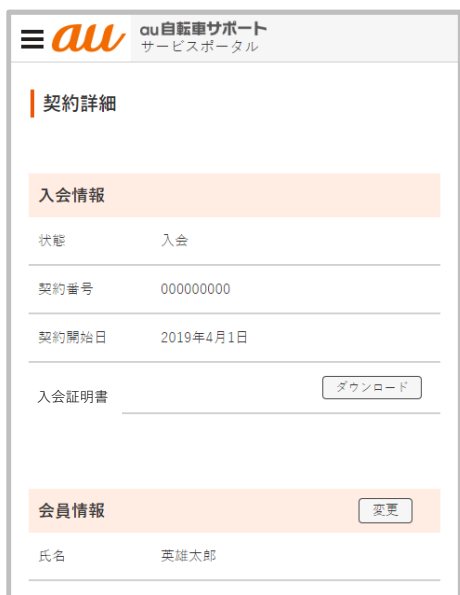 au au自転車サポート
サービスポータル
契約詳細
入会情報
状態 入会
契約番号 000000000
契約開始日 2019年4月1日
入会証明書 ダウンロード
会員情報 変更
氏名 英雄太郎